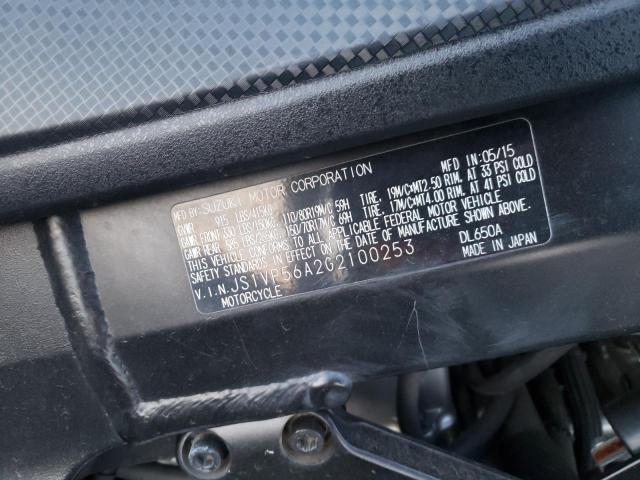 MFD BY:SUZUKI MOTOR CORPORATION MFD IN:05/15
GVWR 915 LBS(415KG)
GAWR FRONT 330 LBS(150KG) 110/80R19M/C 59H TIRE, 19M/C×MT2.50 RIM. AT 33 PSI COLD
GAWR REAR 585 LBS 150/70R17M/C 69H TIRE, 17M/C×MT4.00 RIM. AT 41 PSI COLD
THIS VEHICLE CONFORMS TO ALL APPLICABLE FEDERAL MOTOR VEHICLE
SAFETY STANDARDS IN EFFECT ON THE DATE OF MANUFACTURE
V.I.N.JS1VP56A2G2100253 DL650A
MOTORCYCLE MADE IN JAPAN